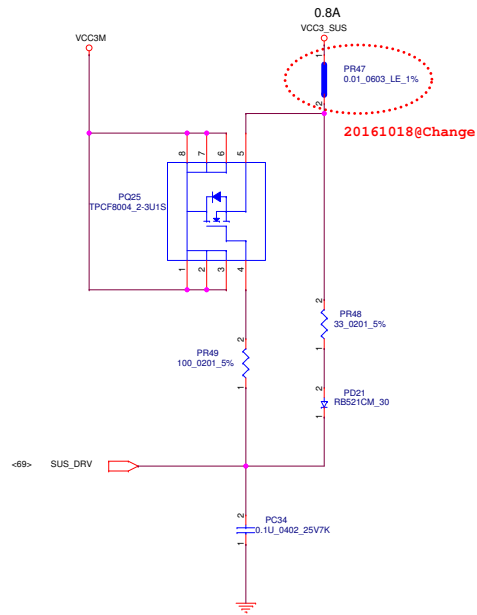 0.8A
VCC3M
VCC3_SUS
1
PR47
0.01_0603_LE_1%
2
20161018@Change
8
7
6
5
PQ25
TPCF8004_2-3U1S
1
2
3
4
2
PR48
33_0201_5%
1
2
PR49
100_0201_5%
1
2
PD21
RB521CM_30
1
<69>
SUS_DRV
2
PC34
0.1U_0402_25V7K
1